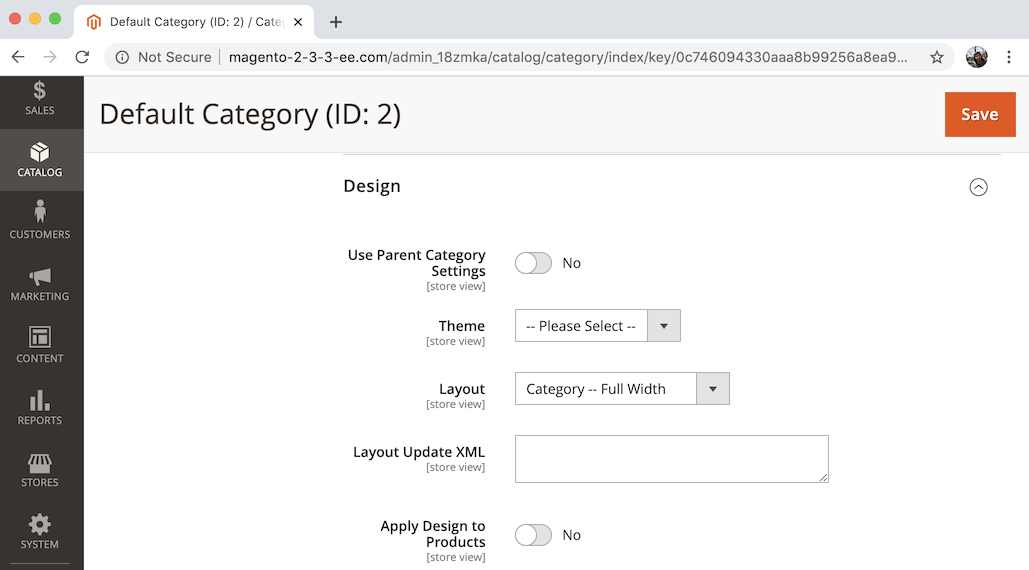 Default Category (ID: 2) / Cate
Not Secure
magento-2-3-3-ee.com/admin_18zmka/catalog/category/index/key/0c746094330aaa8b99256a8ea9...
SALES
CATALOG
CUSTOMERS
MARKETING
CONTENT
REPORTS
STORES
SYSTEM
Default Category (ID: 2)
Save
Design
Use Parent Category
Settings
[store view]
No
Theme
[store view]
-- Please Select --
Layout
[store view]
Category -- Full Width
Layout Update XML
[store view]
Apply Design to
Products
[store view]
No